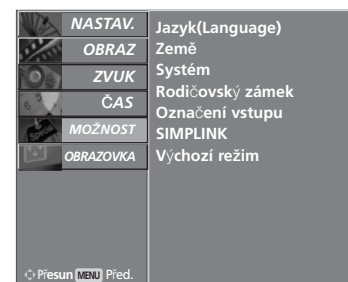 NASTAV.
OBRAZ
ZVUK
ČAS
MOŽNOST
OBRAZOVKA
Jazyk(Language)
Země
Systém
Rodičovský zámek
Označení vstupu
SIMPLINK
Výchozí režim
Přesun MENU Před.